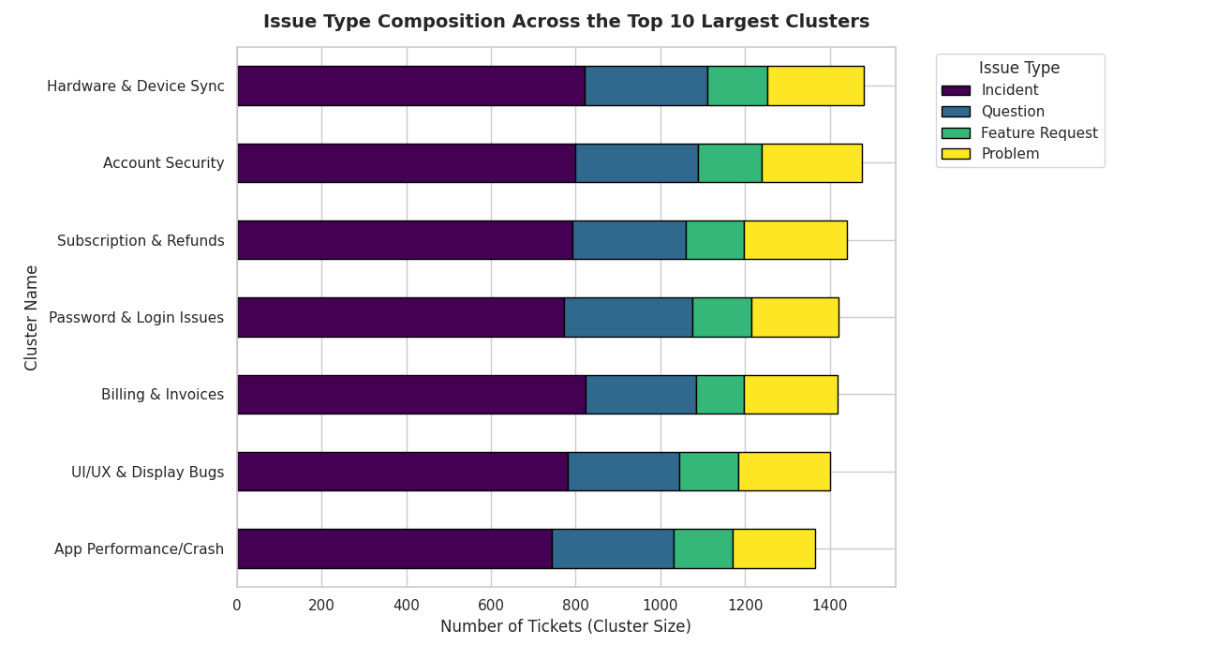 Issue Type Composition Across the Top 10 Largest Clusters
Cluster Name
Hardware & Device Sync
Account Security
Subscription & Refunds
Password & Login Issues
Billing & Invoices
UI/UX & Display Bugs
App Performance/Crash
0 200 400 600 800 1000 1200 1400
Number of Tickets (Cluster Size)
Issue Type
Incident
Question
Feature Request
Problem